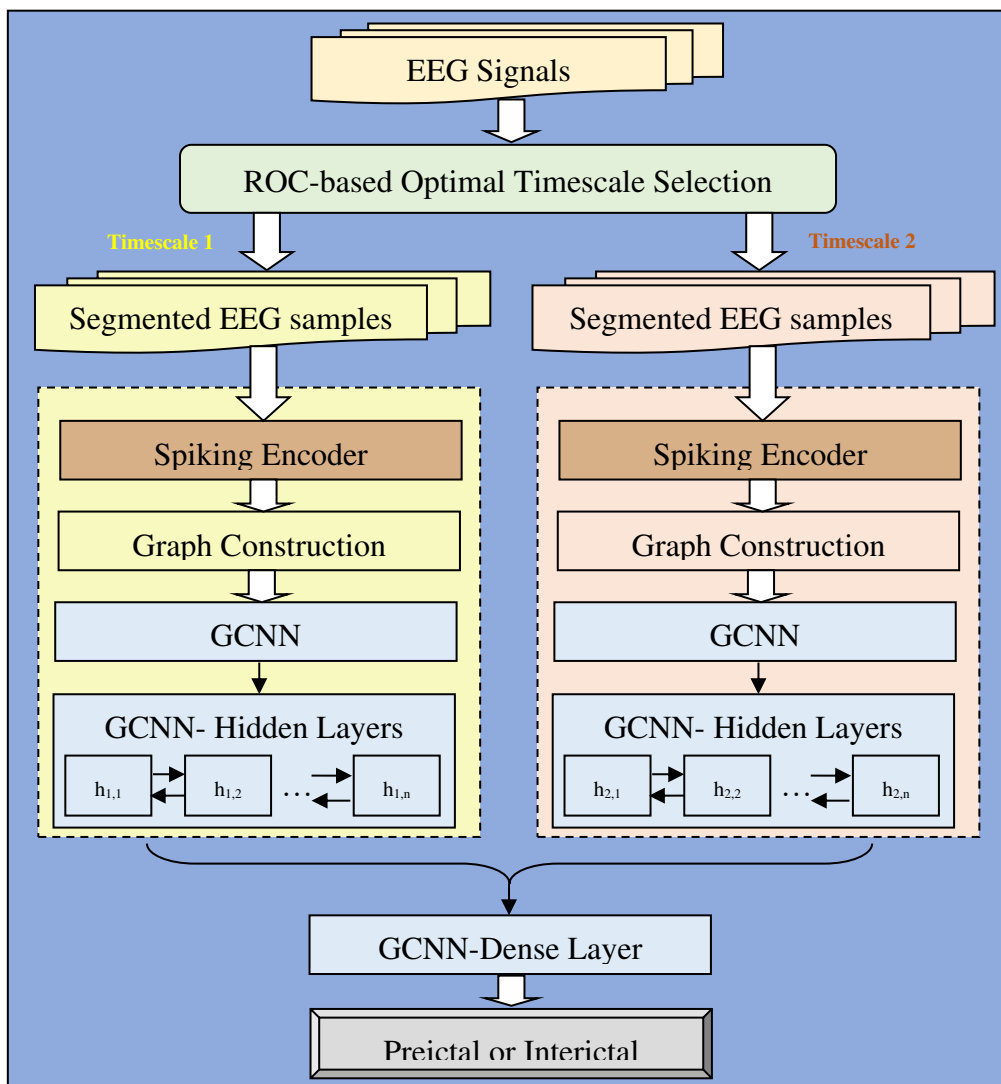 EEG Signals
ROC-based Optimal Timescale Selection
Timescale 1
Timescale 2
Segmented EEG samples
Segmented EEG samples
Spiking Encoder
Spiking Encoder
Graph Construction
Graph Construction
GCNN
GCNN
GCNN- Hidden Layers
GCNN- Hidden Layers
h1,1 h1,2 … h1,n
h2,1 h2,2 … h2,n
GCNN-Dense Layer
Preictal or Interictal